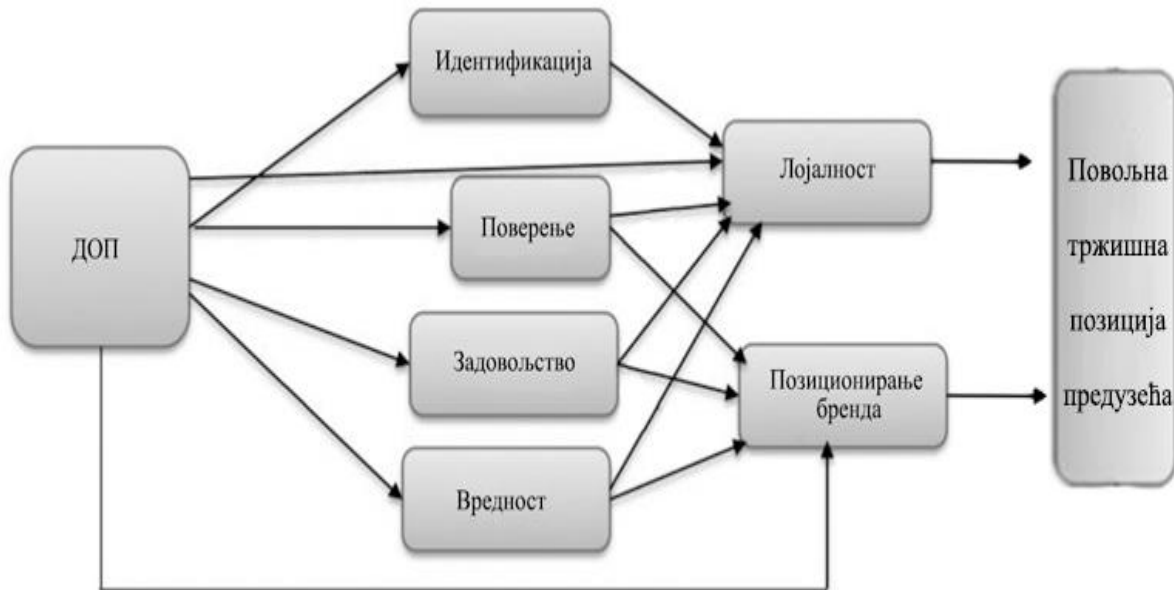 ДОП
Идентификација
Поверење
Задовољство
Вредност
Лојалност
Позиционирање
бренда
Повољна
тржишна
позиција
предузећа